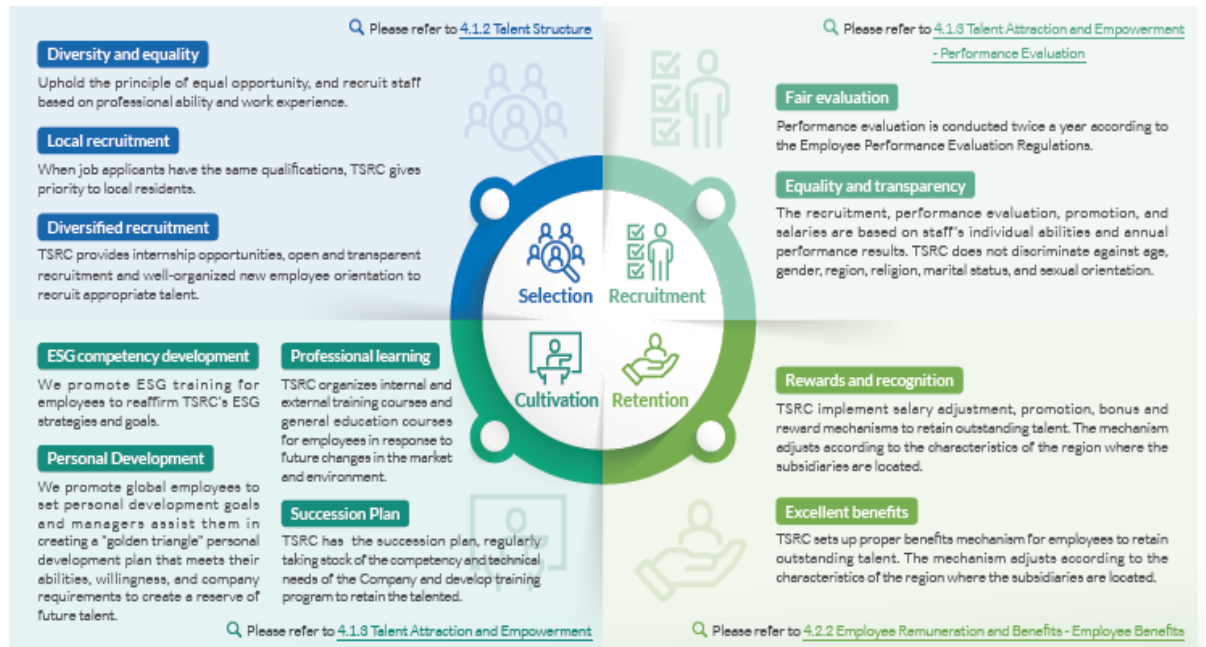 Please refer to 4.1.2 Talent Structure
Diversity and equality
Uphold the principle of equal opportunity, and recruit staff
based on professional ability and work experience.
Local recruitment
When job applicants have the same qualifications, TSRC gives
priority to local residents.
Diversified recruitment
TSRC provides internship opportunities, open and transparent
recruitment and well-organized new employee orientation to
recruit appropriate talent.
Please refer to 4.1.3 Talent Attraction and Empowerment
- Performance Evaluation
Fair evaluation
Performance evaluation is conducted twice a year according to
the Employee Performance Evaluation Regulations.
Equality and transparency
The recruitment, performance evaluation, promotion, and
salaries are based on staff's individual abilities and annual
performance results. TSRC does not discriminate against age,
gender, region, religion, marital status, and sexual orientation.
Selection
Recruitment
Cultivation
Retention
ESG competency development
We promote ESG training for
employees to reaffirm TSRC's ESG
strategies and goals.
Personal Development
We promote global employees to
set personal development goals
and managers assist them in
creating a "golden triangle" personal
development plan that meets their
abilities, willingness, and company
requirements to create a reserve of
future talent.
Professional learning
TSRC organizes internal and
external training courses and
general education courses
for employees in response to
future changes in the market
and environment.
Succession Plan
TSRC has the succession plan, regularly
taking stock of the competency and technical
needs of the Company and develop training
program to retain the talented.
Please refer to 4.1.3 Talent Attraction and Empowerment
Rewards and recognition
TSRC implement salary adjustment, promotion, bonus and
reward mechanisms to retain outstanding talent. The mechanism
adjusts according to the characteristics of the region where the
subsidiaries are located.
Excellent benefits
TSRC sets up proper benefits mechanism for employees to retain
outstanding talent. The mechanism adjusts according to the
characteristics of the region where the subsidiaries are located.
Please refer to 4.2.2 Employee Remuneration and Benefits - Employee Benefits